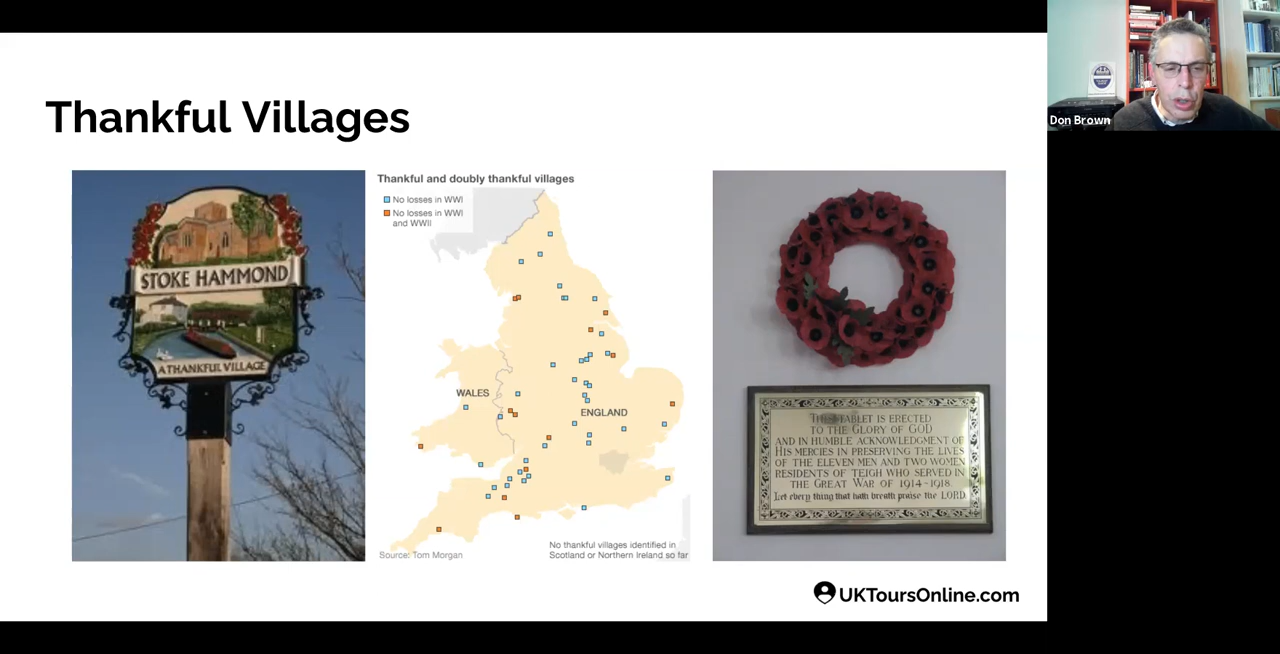 Thankful Villages
STOKE HAMMOND
A THANKFUL VILLAGE
Thankful and doubly thankful villages
No losses in WWI
No losses in WWI
and WWII
WALES
ENGLAND
No thankful villages identified in
Scotland or Northern Ireland so far
Source: Tom Morgan
THIS TABLET IS ERECTED
TO THE GLORY OF GOD
AND IN HUMBLE ACKNOWLEDGMENT OF
HIS MERCIES IN PRESERVING THE LIVES
OF THE ELEVEN MEN AND TWO WOMEN
RESIDENTS OF TEIGH WHO SERVED IN
THE GREAT WAR OF 1914-1918.
Let every thing that hath breath praise the LORD
UKToursOnline.com
Don Brown